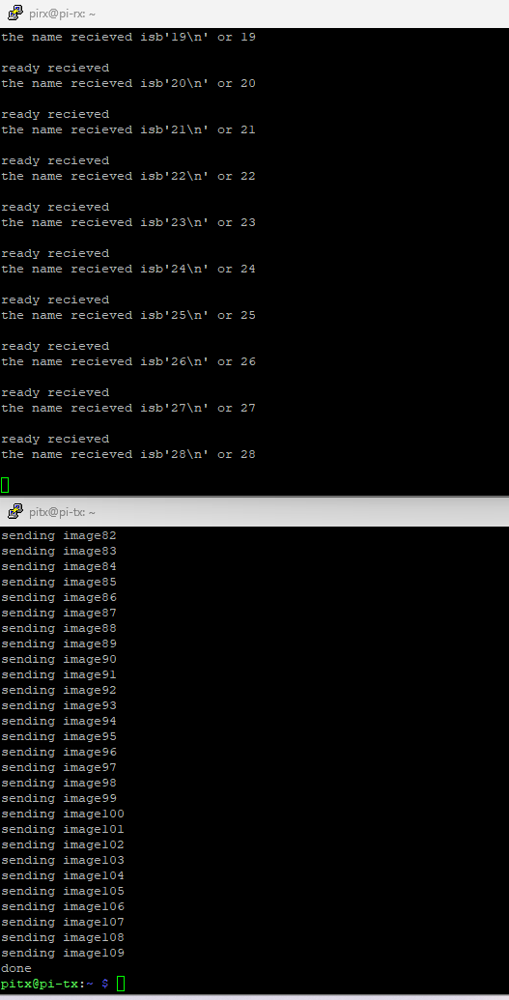 pirx@pi-rx: ~
the name recieved isb'19\n' or 19
ready recieved
the name recieved isb'20\n' or 20
ready recieved
the name recieved isb'21\n' or 21
ready recieved
the name recieved isb'22\n' or 22
ready recieved
the name recieved isb'23\n' or 23
ready recieved
the name recieved isb'24\n' or 24
ready recieved
the name recieved isb'25\n' or 25
ready recieved
the name recieved isb'26\n' or 26
ready recieved
the name recieved isb'27\n' or 27
ready recieved
the name recieved isb'28\n' or 28
pitx@pi-tx: ~
sending image82
sending image83
sending image84
sending image85
sending image86
sending image87
sending image88
sending image89
sending image90
sending image91
sending image92
sending image93
sending image94
sending image95
sending image96
sending image97
sending image98
sending image99
sending image100
sending image101
sending image102
sending image103
sending image104
sending image105
sending image106
sending image107
sending image108
sending image109
done
pitx@pi-tx:~ $